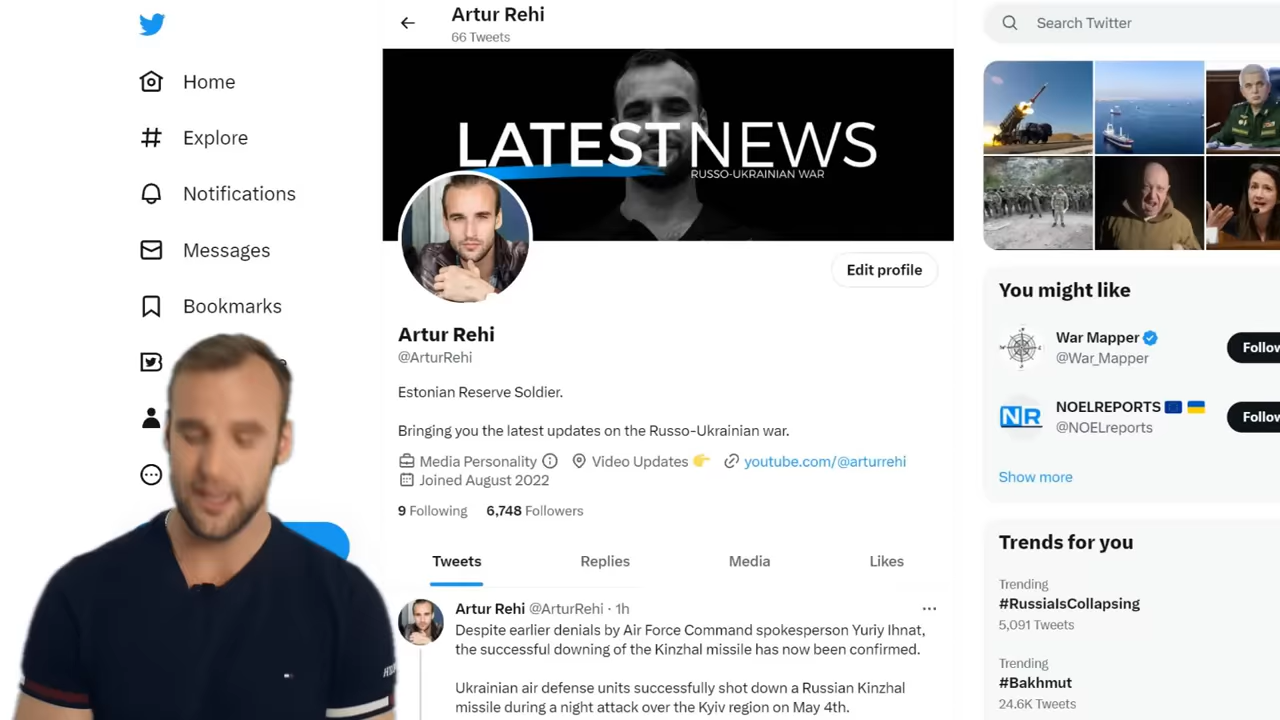 Artur Rehi
66 Tweets
Search Twitter
Home
Explore
Notifications
Messages
Bookmarks
LATEST NEWS
RUSSO-UKRAINIAN WAR
Edit profile
Artur Rehi
@ArturRehi
Estonian Reserve Soldier.
Bringing you the latest updates on the Russo-Ukrainian war.
Media Personality Video Updates 👉 youtube.com/@arturrehi
Joined August 2022
9 Following 6,748 Followers
Tweets Replies Media Likes
Artur Rehi @ArturRehi · 1h
Despite earlier denials by Air Force Command spokesperson Yuriy Ihnat,
the successful downing of the Kinzhal missile has now been confirmed.
Ukrainian air defense units successfully shot down a Russian Kinzhal
missile during a night attack over the Kyiv region on May 4th.
You might like
War Mapper
@War_Mapper
Follow
NR
NOELREPORTS 🇪🇺 🇺🇦
@NOELreports
Follow
Show more
Trends for you
Trending
#RussiaIsCollapsing
5,091 Tweets
Trending
#Bakhmut
24.6K Tweets